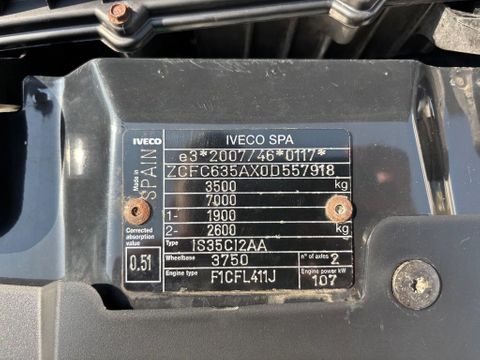 IVECO
IVECO SPA
Made in SPAIN
e3*2007/46*0117*
ZCFC635AX0D557918
3500 kg
7000
1- 1900
2- 2600 kg
Corrected absorption value
0.51
Type IS35CI2AA
Wheelbase 3750 n° of axles 2
Engine type F1CFL411J Engine power kW 107